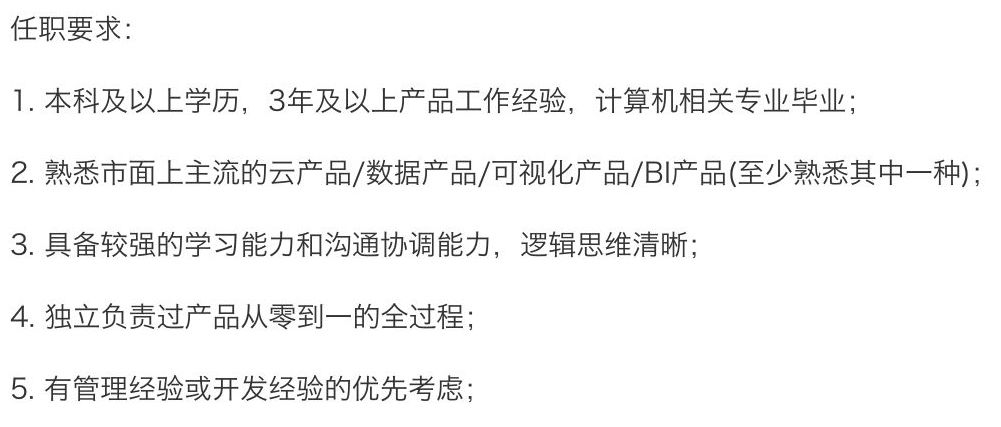 任职要求：
1. 本科及以上学历，3年及以上产品工作经验，计算机相关专业毕业；
2. 熟悉市面上主流的云产品/数据产品/可视化产品/BI产品(至少熟悉其中一种)；
3. 具备较强的学习能力和沟通协调能力，逻辑思维清晰；
4. 独立负责过产品从零到一的全过程；
5. 有管理经验或开发经验的优先考虑；